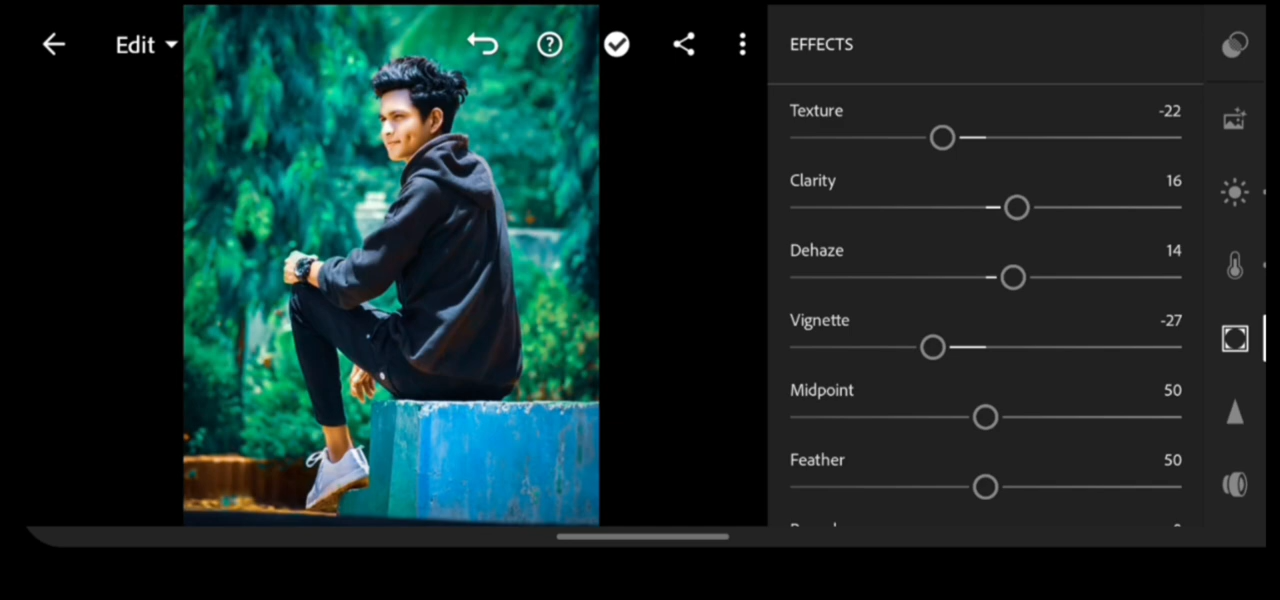 Edit
EFFECTS
Texture -22
Clarity 16
Dehaze 14
Vignette -27
Midpoint 50
Feather 50